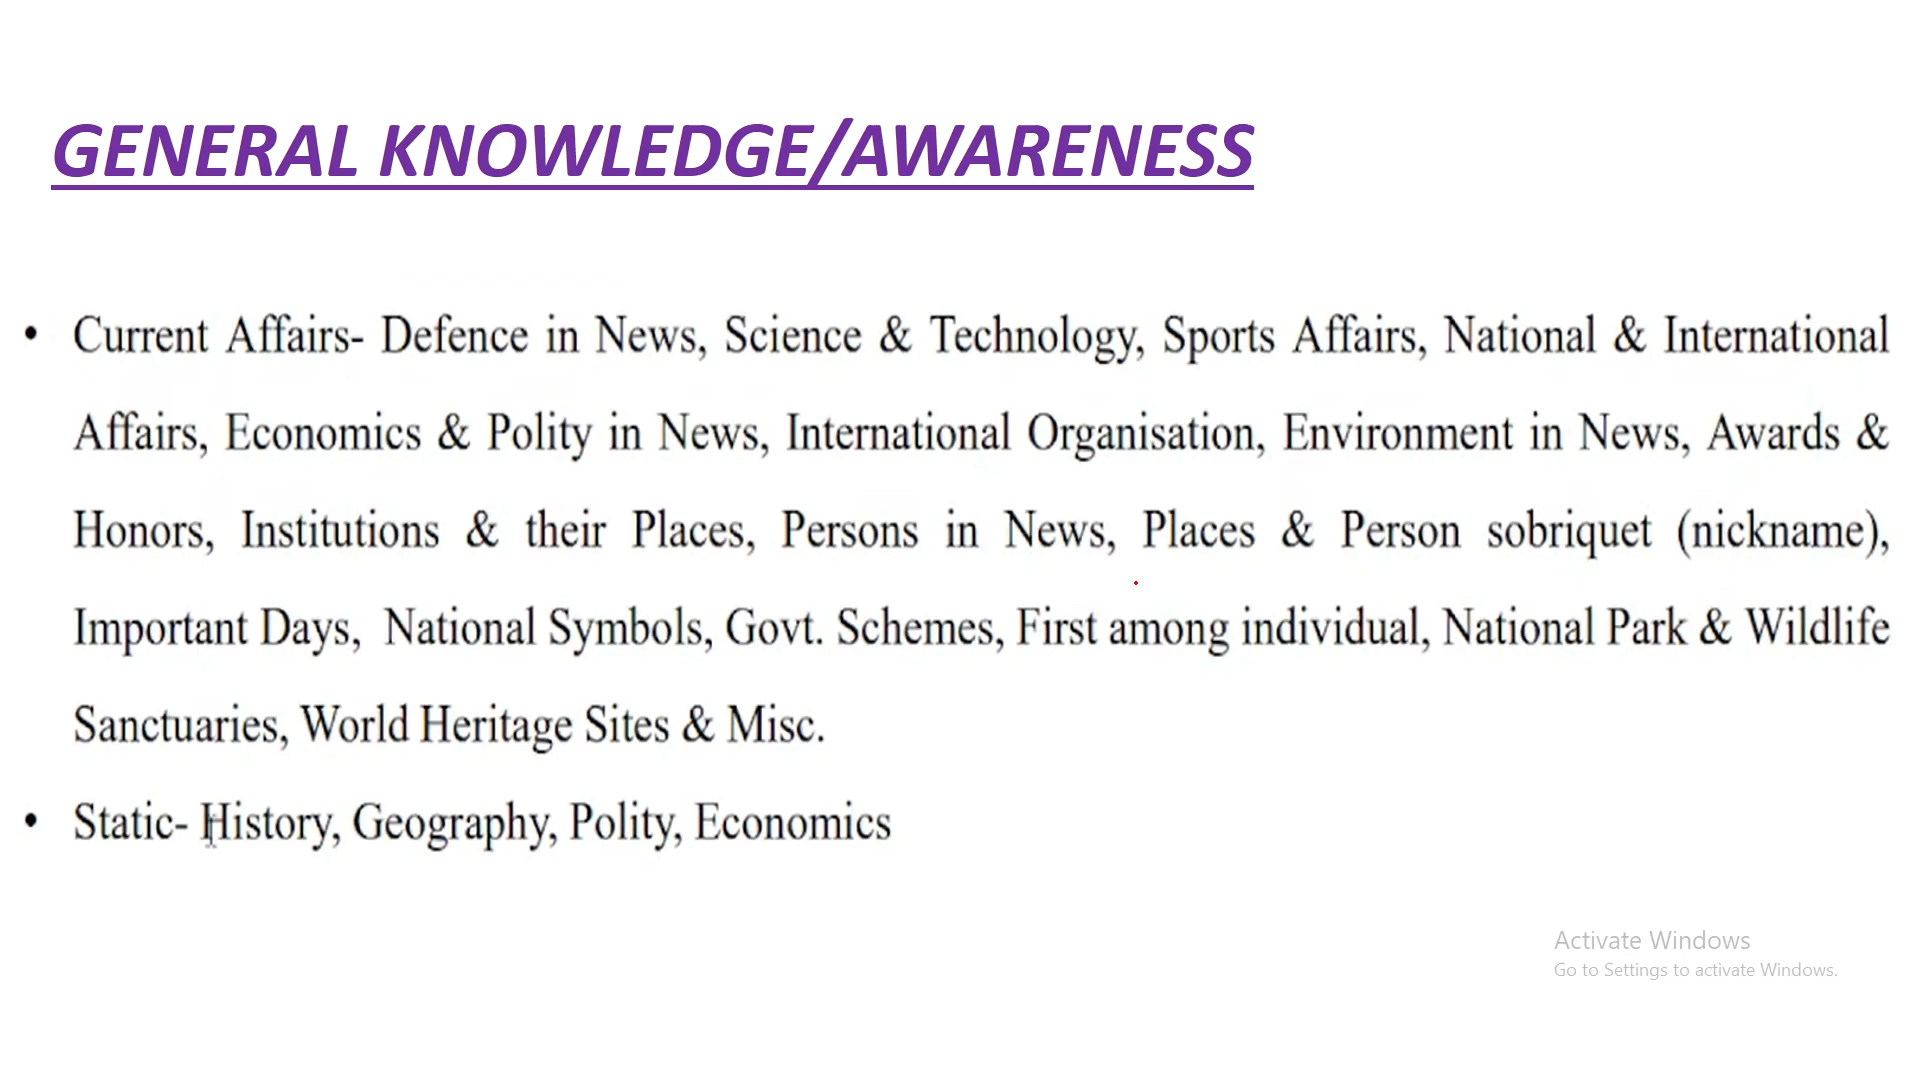 GENERAL KNOWLEDGE/AWARENESS
• Current Affairs- Defence in News, Science & Technology, Sports Affairs, National & International
Affairs, Economics & Polity in News, International Organisation, Environment in News, Awards &
Honors, Institutions & their Places, Persons in News, Places & Person sobriquet (nickname),
Important Days, National Symbols, Govt. Schemes, First among individual, National Park & Wildlife
Sanctuaries, World Heritage Sites & Misc.
• Static- History, Geography, Polity, Economics
Activate Windows
Go to Settings to activate Windows.